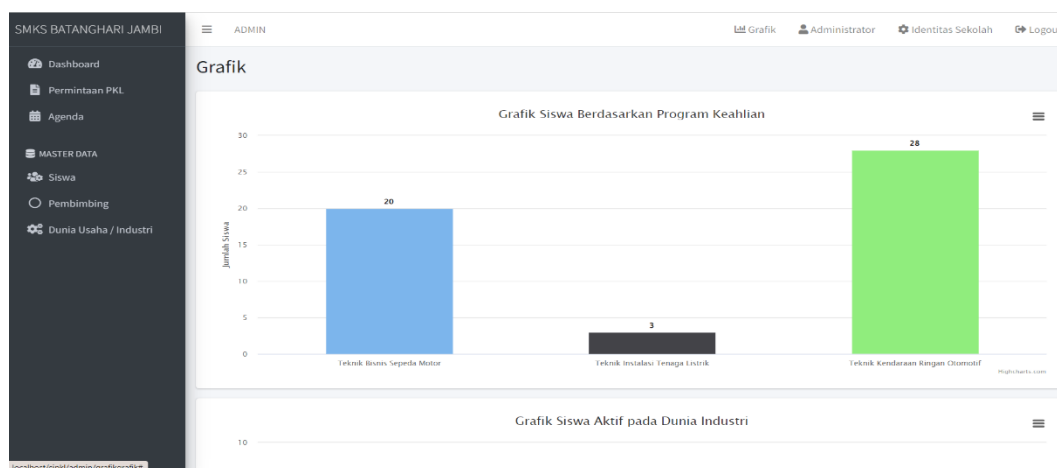 SMKS BATANGHARI JAMBI
ADMIN
Grafik
Administrator
Identitas Sekolah
Logou
Dashboard
Permintaan PKL
Agenda
MASTER DATA
Siswa
Pembimbing
Dunia Usaha / Industri
Grafik
Grafik Siswa Berdasarkan Program Keahlian
Jumlah Siswa
30
25
20
15
10
5
0
20
3
28
Teknik Bisnis Sepeda Motor
Teknik Instalasi Tenaga Listrik
Teknik Kendaraan Ringan Otomotif
Highcharts.com
Grafik Siswa Aktif pada Dunia Industri
10